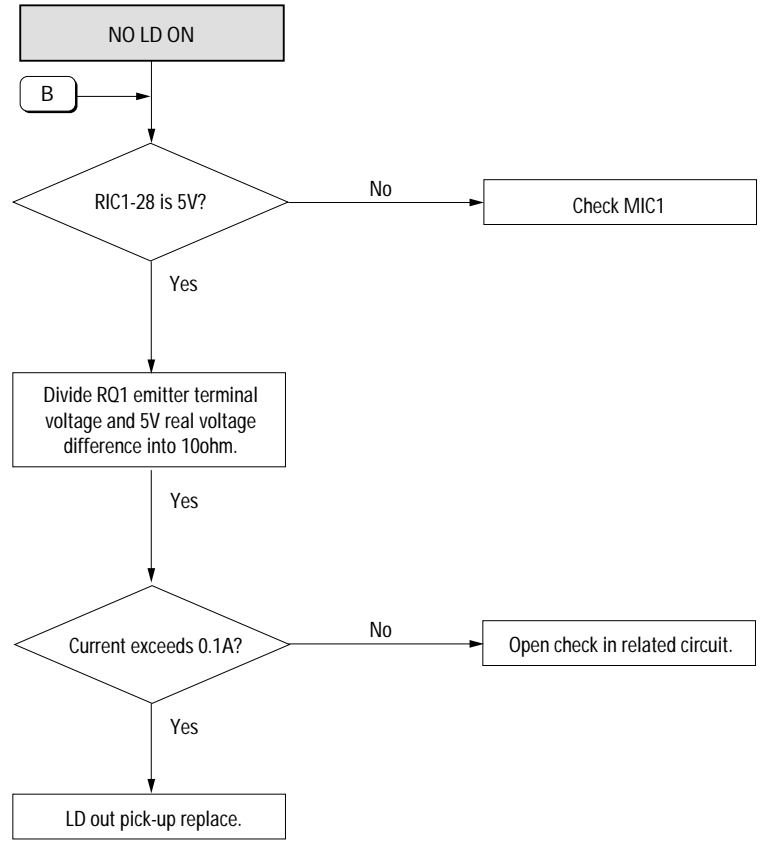 NO LD ON
B
RIC1-28 is 5V?
No
Check MIC1
Yes
Divide RQ1 emitter terminal
voltage and 5V real voltage
difference into 10ohm.
Yes
Current exceeds 0.1A?
No
Open check in related circuit.
Yes
LD out pick-up replace.